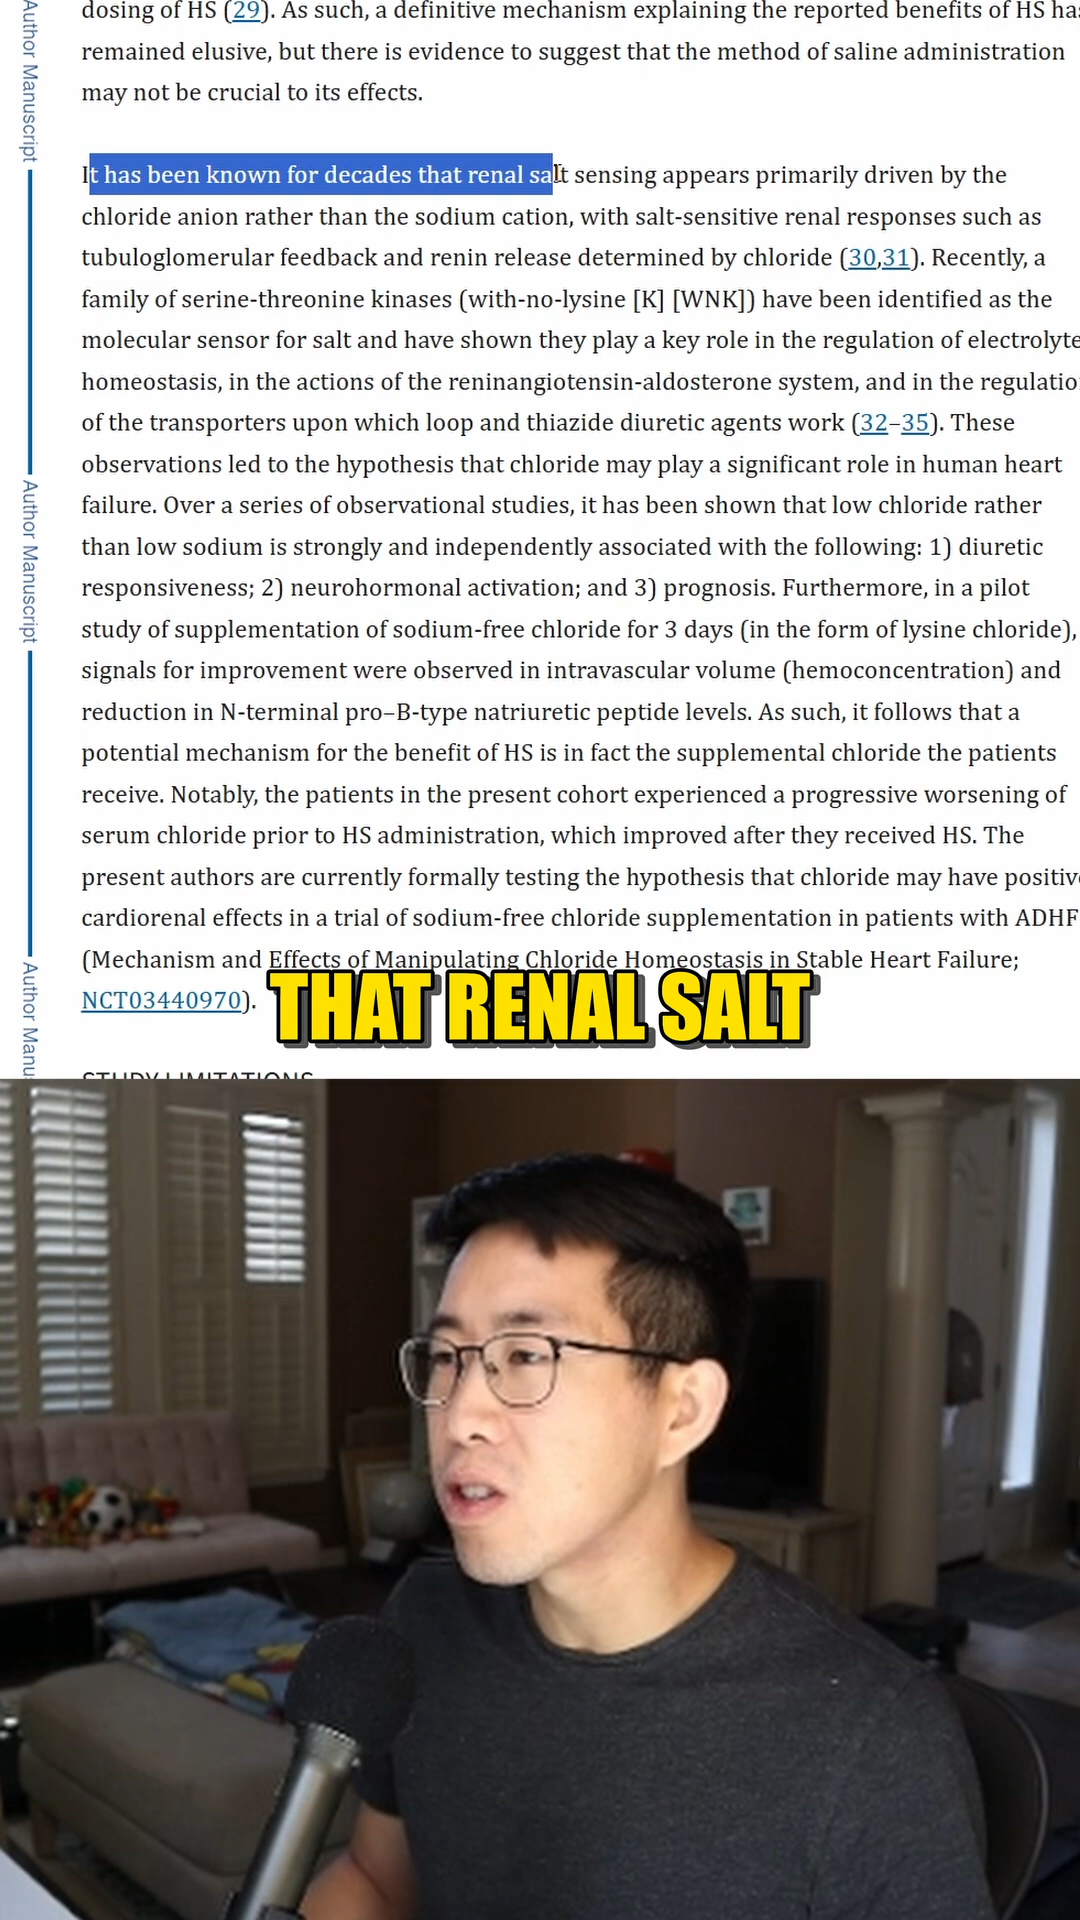 dosing of HS (29). As such, a definitive mechanism explaining the reported benefits of HS has
remained elusive, but there is evidence to suggest that the method of saline administration
may not be crucial to its effects.
It has been known for decades that renal salt sensing appears primarily driven by the
chloride anion rather than the sodium cation, with salt-sensitive renal responses such as
tubuloglomerular feedback and renin release determined by chloride (30,31). Recently, a
family of serine-threonine kinases (with-no-lysine [K] [WNK]) have been identified as the
molecular sensor for salt and have shown they play a key role in the regulation of electrolyte
homeostasis, in the actions of the reninangiotensin-aldosterone system, and in the regulatio
of the transporters upon which loop and thiazide diuretic agents work (32–35). These
observations led to the hypothesis that chloride may play a significant role in human heart
failure. Over a series of observational studies, it has been shown that low chloride rather
than low sodium is strongly and independently associated with the following: 1) diuretic
responsiveness; 2) neurohormonal activation; and 3) prognosis. Furthermore, in a pilot
study of supplementation of sodium-free chloride for 3 days (in the form of lysine chloride),
signals for improvement were observed in intravascular volume (hemoconcentration) and
reduction in N-terminal pro–B-type natriuretic peptide levels. As such, it follows that a
potential mechanism for the benefit of HS is in fact the supplemental chloride the patients
receive. Notably, the patients in the present cohort experienced a progressive worsening of
serum chloride prior to HS administration, which improved after they received HS. The
present authors are currently formally testing the hypothesis that chloride may have positive
cardiorenal effects in a trial of sodium-free chloride supplementation in patients with ADHF
(Mechanism and Effects of Manipulating Chloride Homeostasis in Stable Heart Failure;
NCT03440970).
STUDY LIMITATIONS
Author Manuscript
Author Manuscript
Author Manus
THAT RENAL SALT